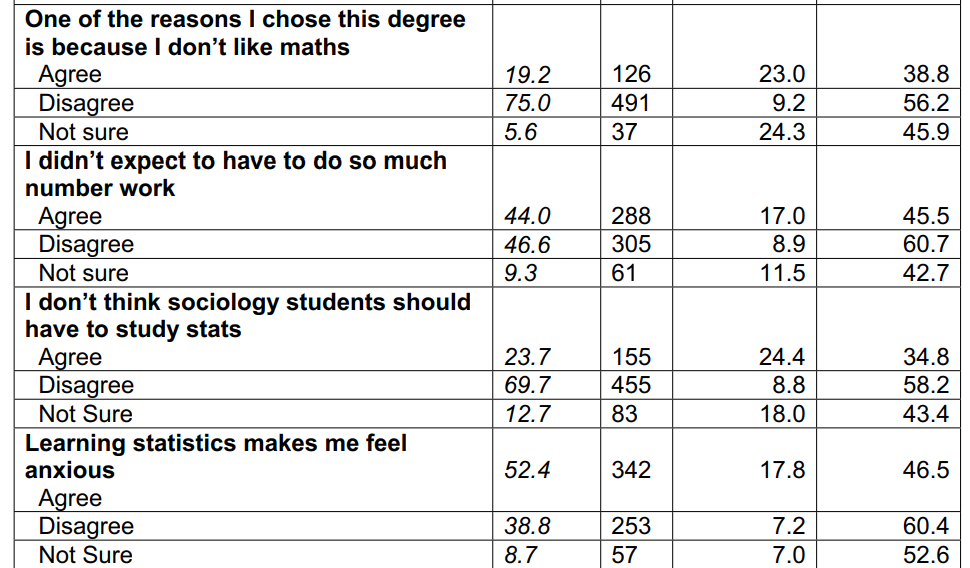 One of the reasons I chose this degree
is because I don’t like maths
Agree 19.2 126 23.0 38.8
Disagree 75.0 491 9.2 56.2
Not sure 5.6 37 24.3 45.9
I didn’t expect to have to do so much
number work
Agree 44.0 288 17.0 45.5
Disagree 46.6 305 8.9 60.7
Not sure 9.3 61 11.5 42.7
I don’t think sociology students should
have to study stats
Agree 23.7 155 24.4 34.8
Disagree 69.7 455 8.8 58.2
Not Sure 12.7 83 18.0 43.4
Learning statistics makes me feel
anxious 52.4 342 17.8 46.5
Agree
Disagree 38.8 253 7.2 60.4
Not Sure 8.7 57 7.0 52.6